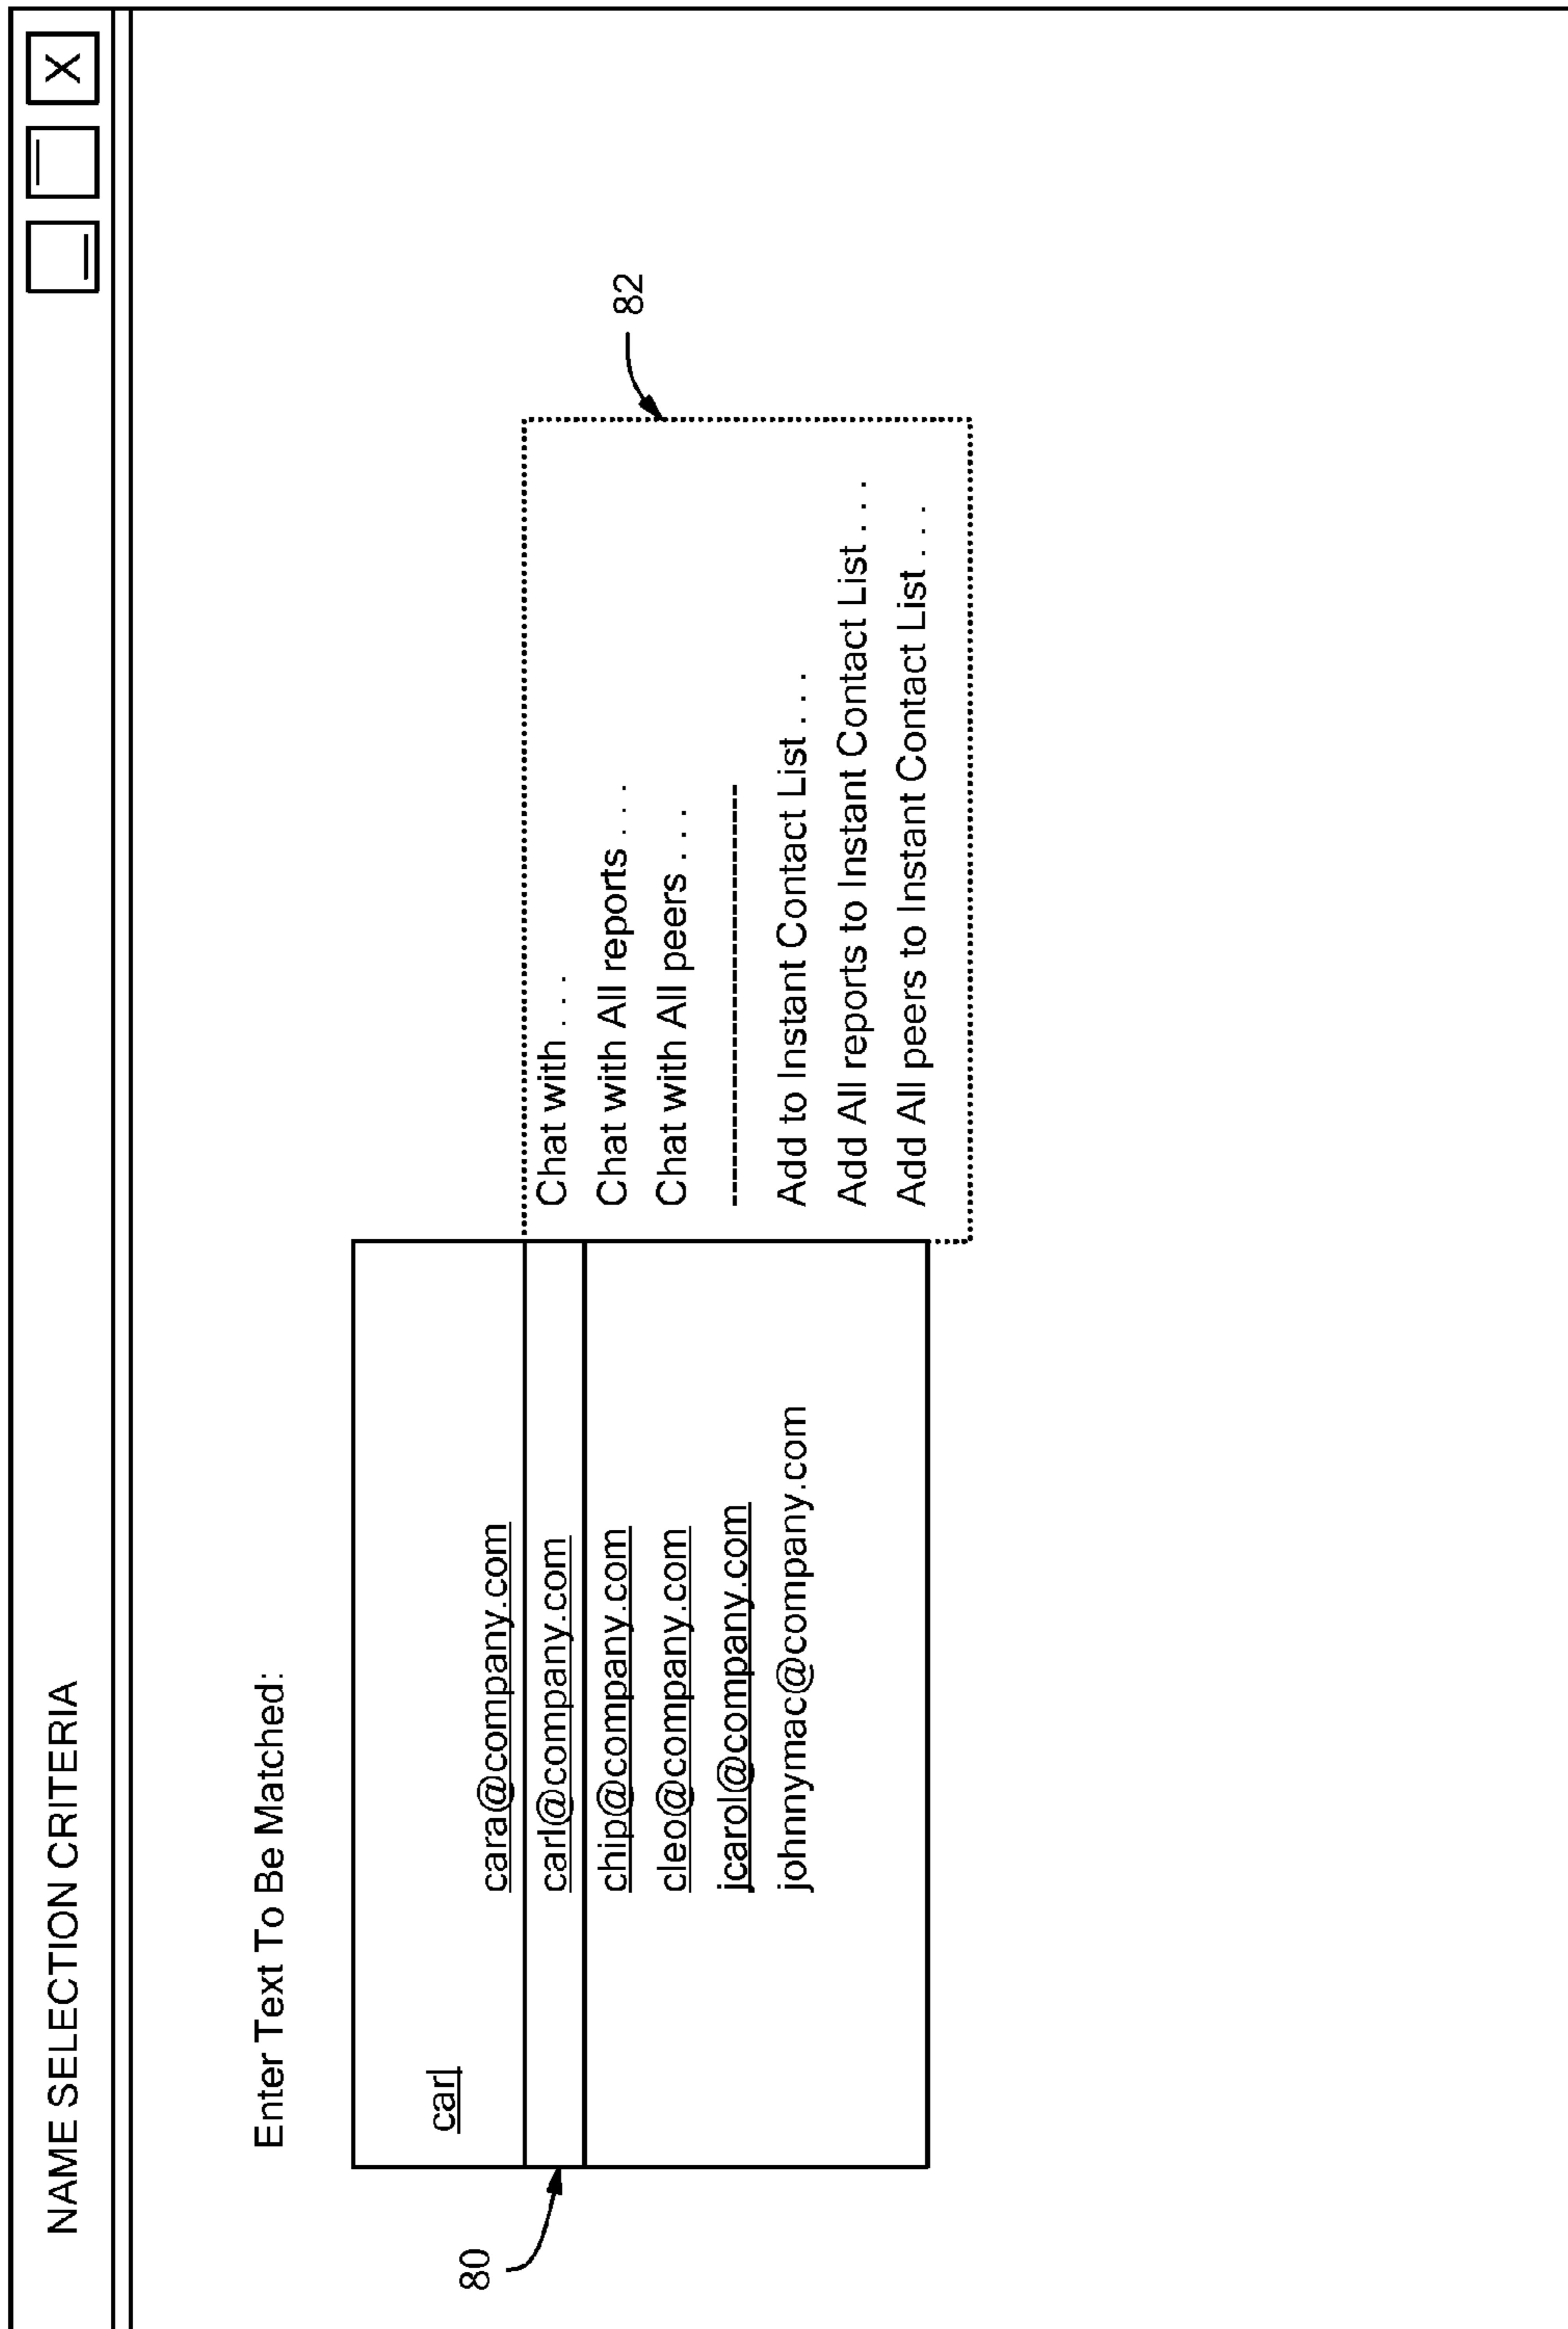 NAME SELECTION CRITERIA
X
Enter Text To Be Matched:
car
cara@company.com
80
carl@company.com
chip@company.com
cleo@company.com
jcarol@company.com
johnnymac@company.com
82
Chat with . . .
Chat with All reports . . .
Chat with All peers . . .
Add to Instant Contact List . . .
Add All reports to Instant Contact List . . .
Add All peers to Instant Contact List . . .